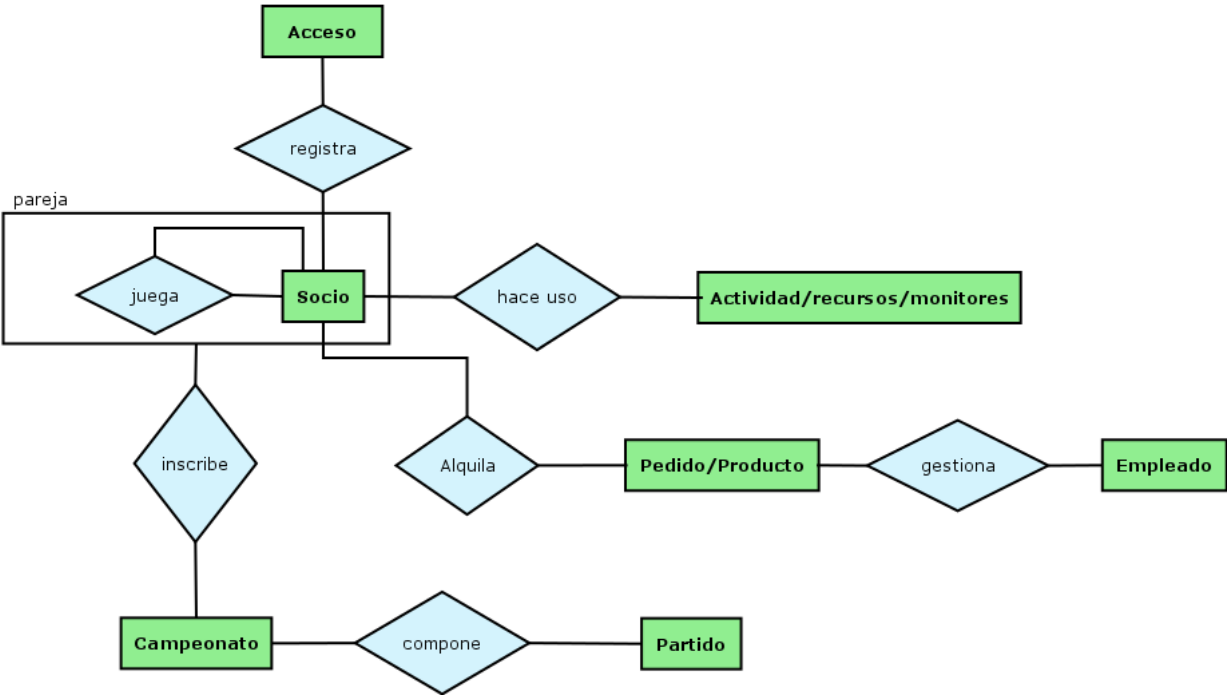 Acceso
registra
pareja
juega
Socio
hace uso
Actividad/recursos/monitores
inscribe
Alquila
Pedido/Producto
gestiona
Empleado
Campeonato
compone
Partido